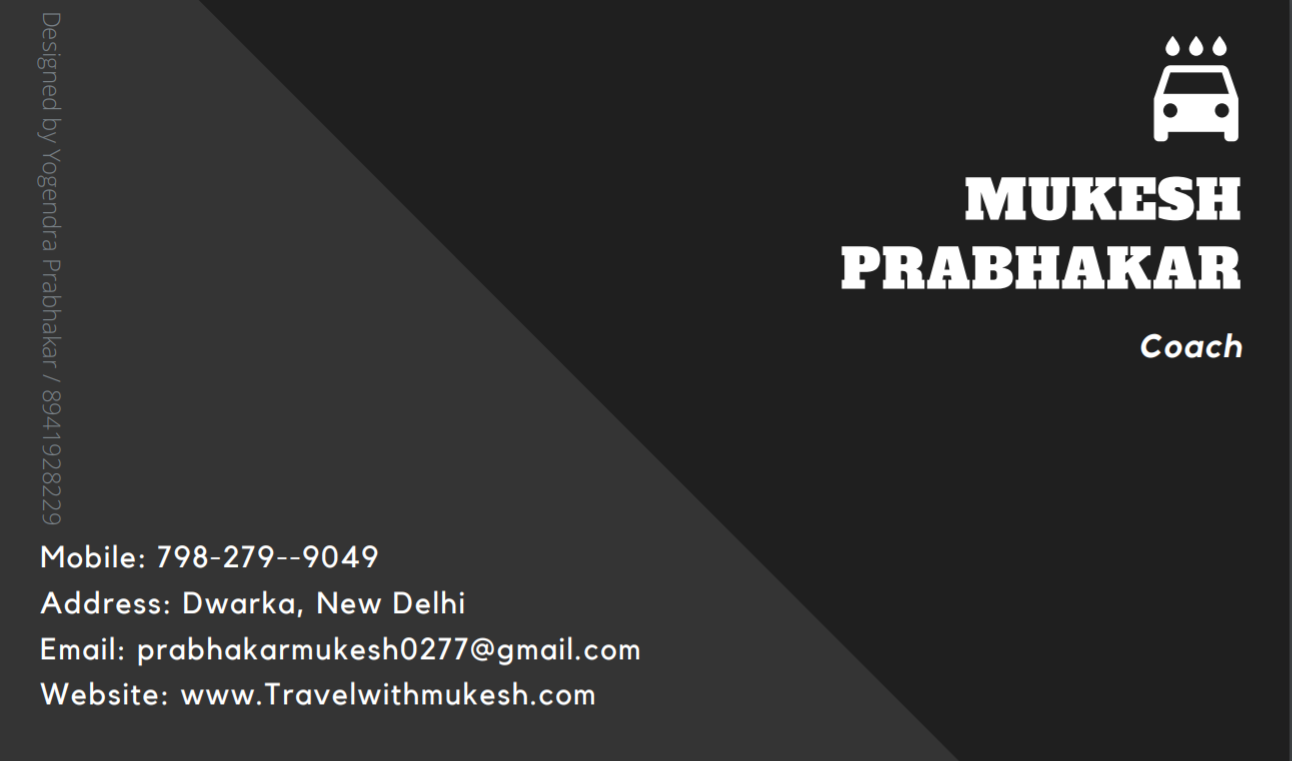 Designed by Yogendra Prabhakar / 8941928229
MUKESH
PRABHAKAR
Coach
Mobile: 798-279--9049
Address: Dwarka, New Delhi
Email: prabhakarmukesh0277@gmail.com
Website: www.Travelwithmukesh.com